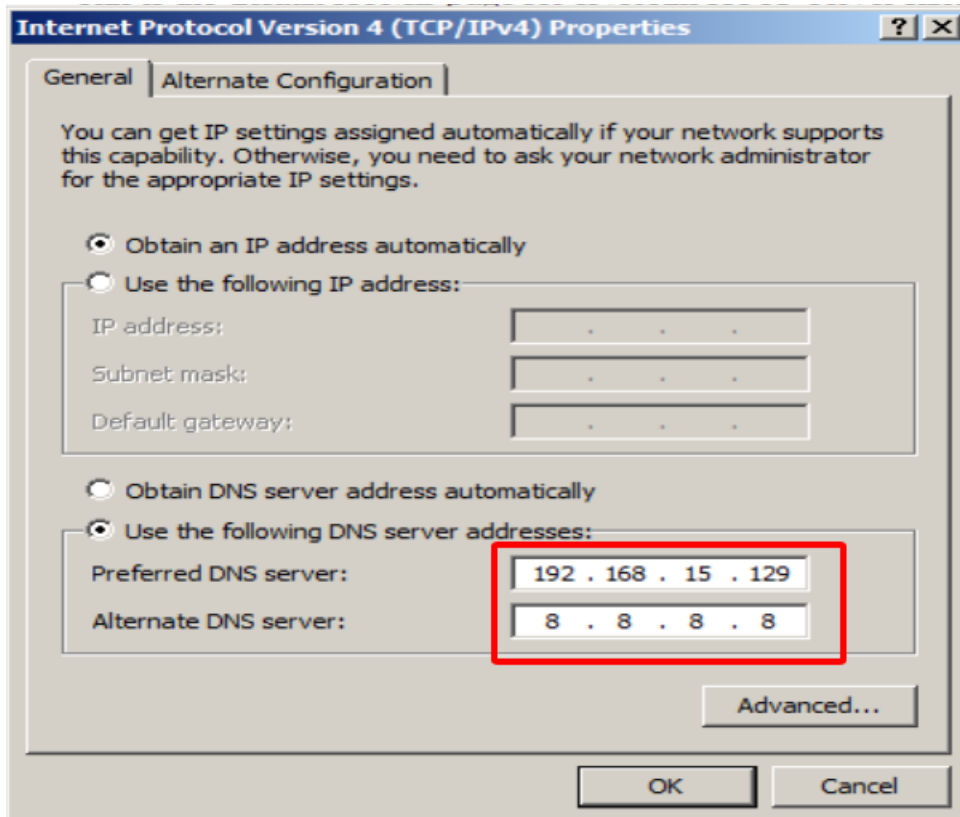 Internet Protocol Version 4 (TCP/IPv4) Properties
General
Alternate Configuration
You can get IP settings assigned automatically if your network supports
this capability. Otherwise, you need to ask your network administrator
for the appropriate IP settings.
Obtain an IP address automatically
Use the following IP address:
IP address: . . .
Subnet mask: . . .
Default gateway: . . .
Obtain DNS server address automatically
Use the following DNS server addresses:
Preferred DNS server: 192 . 168 . 15 . 129
Alternate DNS server: 8 . 8 . 8 . 8
Advanced...
OK Cancel